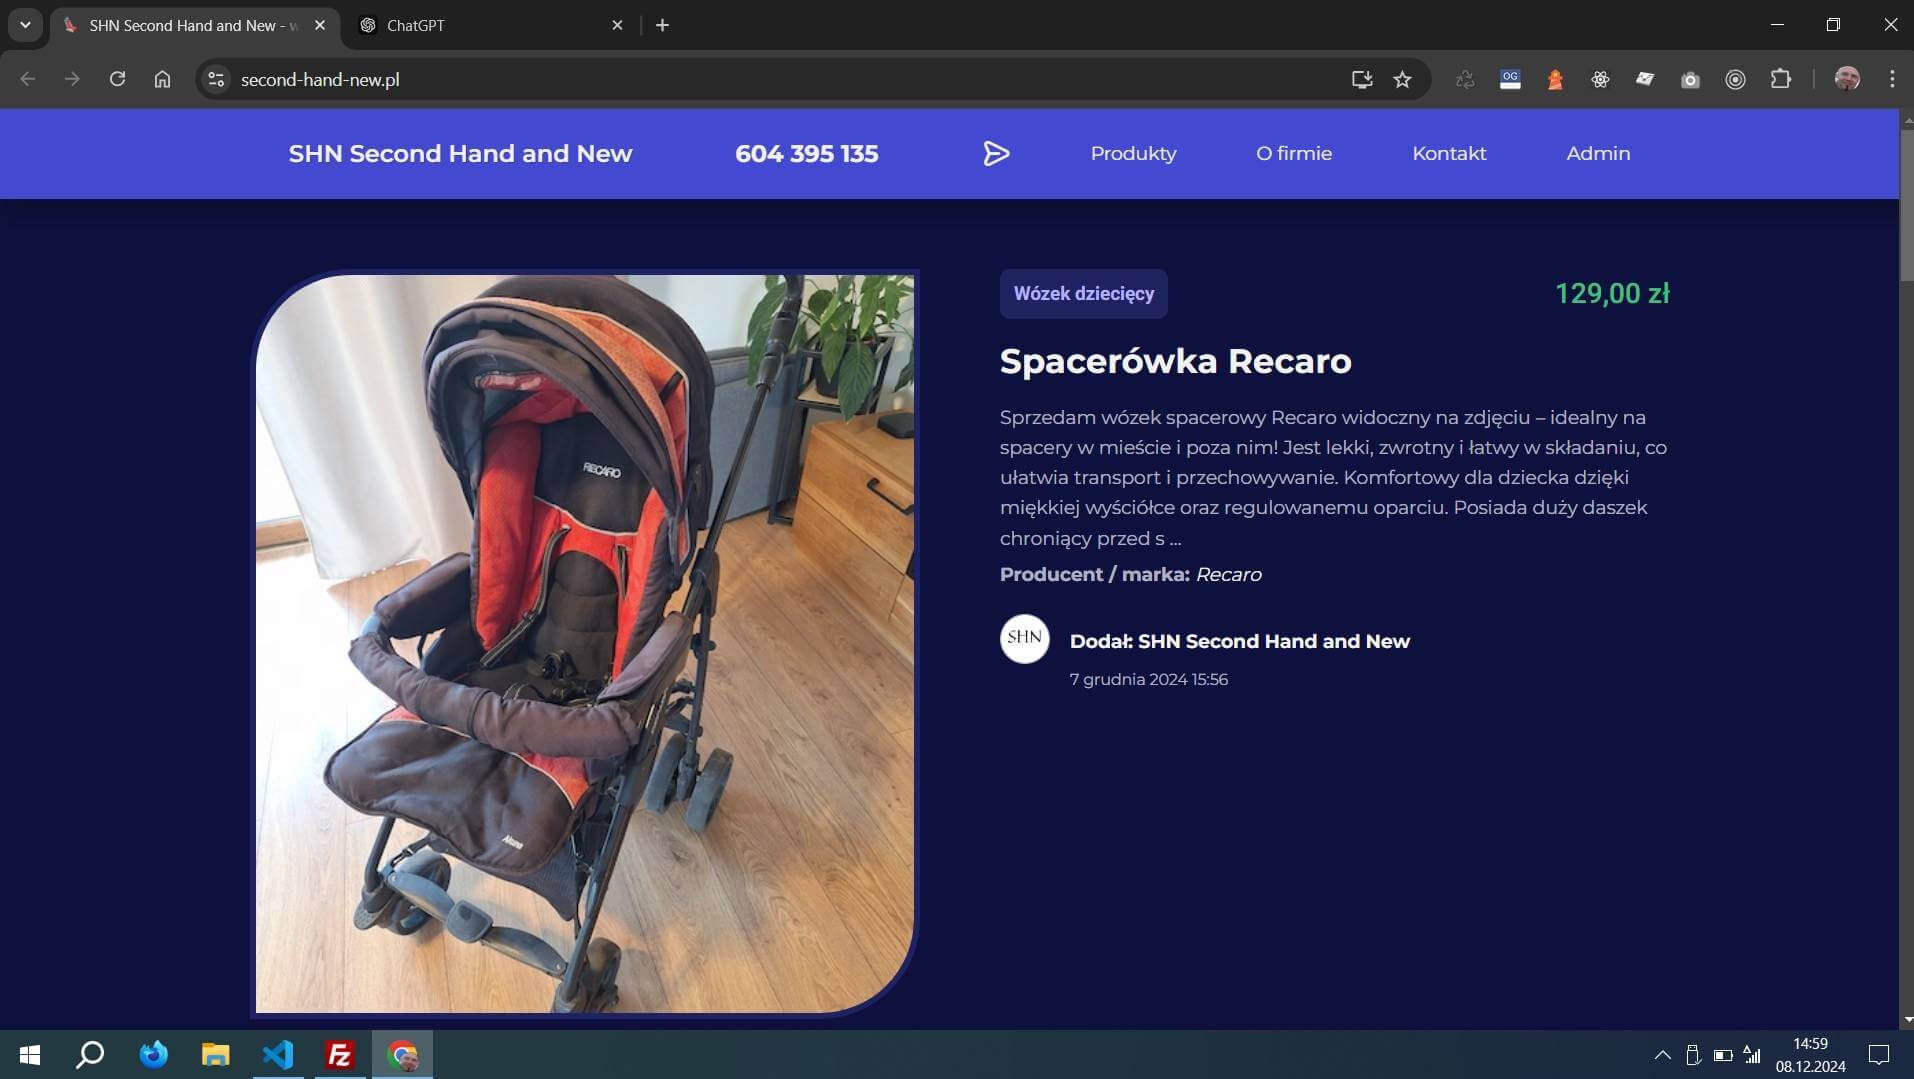 SHN Second Hand and New - w
ChatGPT
second-hand-new.pl
OG
SHN Second Hand and New
604 395 135
Produkty
O firmie
Kontakt
Admin
Wózek dziecięcy
129,00 zł
Spacerówka Recaro
Sprzedam wózek spacerowy Recaro widoczny na zdjęciu – idealny na
spacery w mieście i poza nim! Jest lekki, zwrotny i łatwy w składaniu, co
ułatwia transport i przechowywanie. Komfortowy dla dziecka dzięki
miękkiej wyściółce oraz regulowanemu oparciu. Posiada duży daszek
chroniący przed s ...
Producent / marka: Recaro
SHN
Dodał: SHN Second Hand and New
7 grudnia 2024 15:56
RECARO
Fz
14:59
08.12.2024